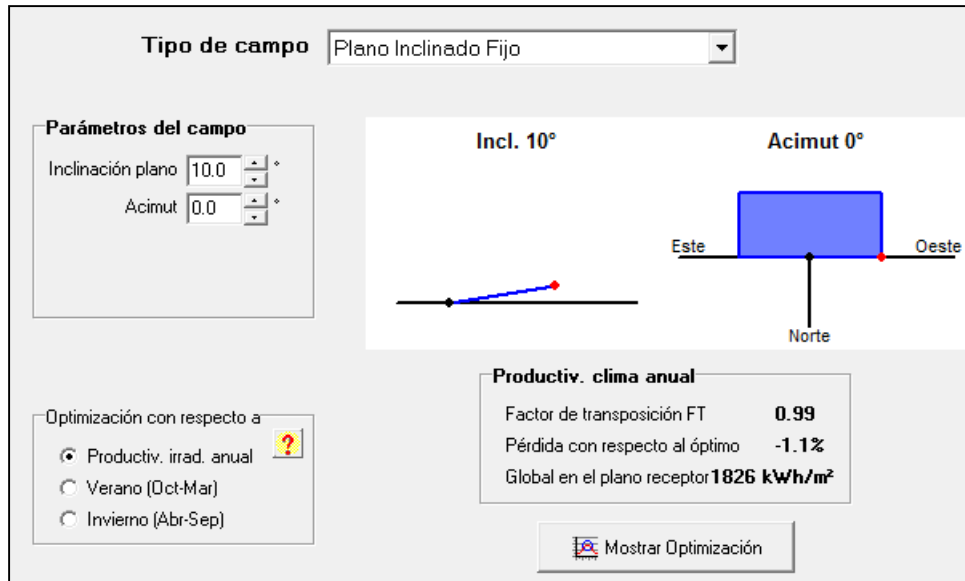 Tipo de campo Plano Inclinado Fijo
Parámetros del campo
Inclinación plano 10.0 °
Acimut 0.0 °
Incl. 10° Acimut 0°
Este Oeste
Norte
Optimización con respecto a
?
Productiv. irrad. anual
Verano (Oct-Mar)
Invierno (Abr-Sep)
Productiv. clima anual
Factor de transposición FT 0.99
Pérdida con respecto al óptimo -1.1%
Global en el plano receptor 1826 kWh/m²
Mostrar Optimización